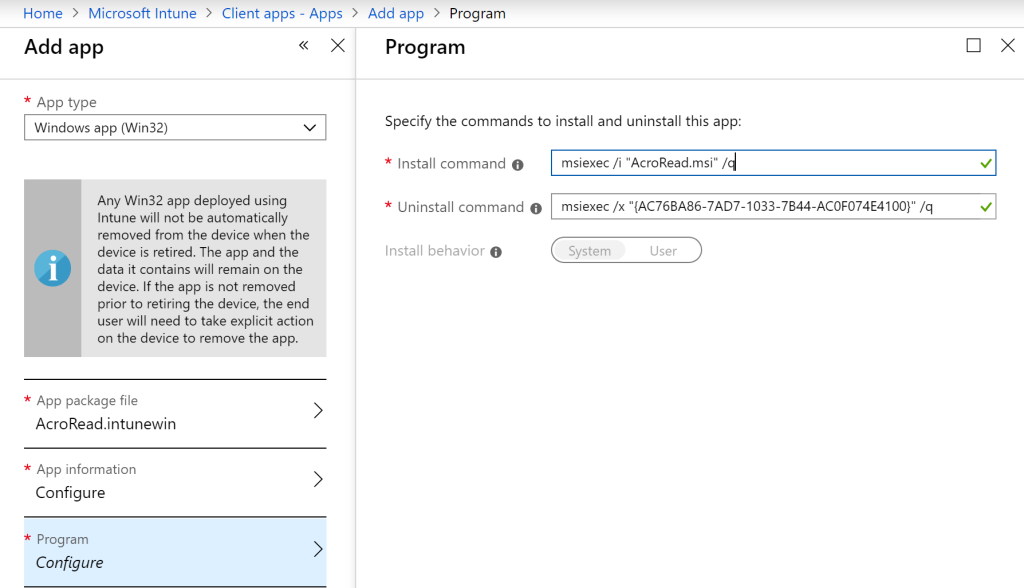 Home > Microsoft Intune > Client apps - Apps > Add app > Program
Add app
Program
* App type
Windows app (Win32)
Any Win32 app deployed using
Intune will not be automatically
removed from the device when the
device is retired. The app and the
data it contains will remain on the
device. If the app is not removed
prior to retiring the device, the end
user will need to take explicit action
on the device to remove the app.
* App package file
AcroRead.intunewin
* App information
Configure
* Program
Configure
Specify the commands to install and uninstall this app:
* Install command msiexec /i "AcroRead.msi" /q
* Uninstall command msiexec /x "{AC76BA86-7AD7-1033-7B44-AC0F074E4100}" /q
Install behavior System User